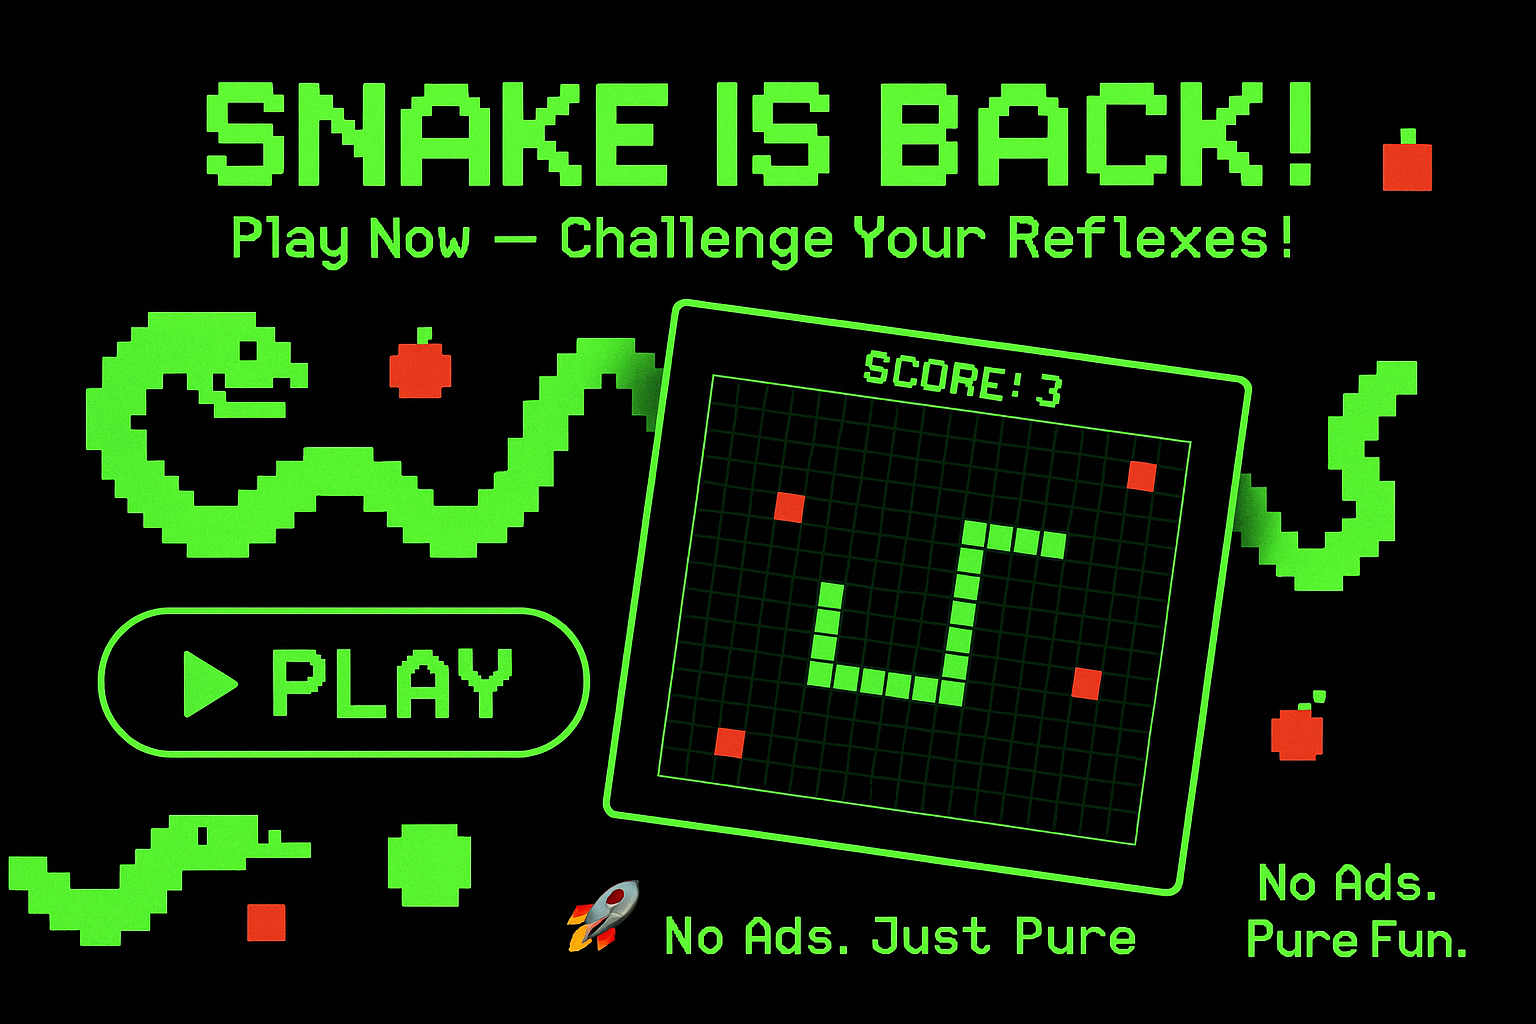 SNAKE IS BACK!
Play Now — Challenge Your Reflexes!
SCORE: 3
PLAY
No Ads. Just Pure
No Ads.
Pure Fun.